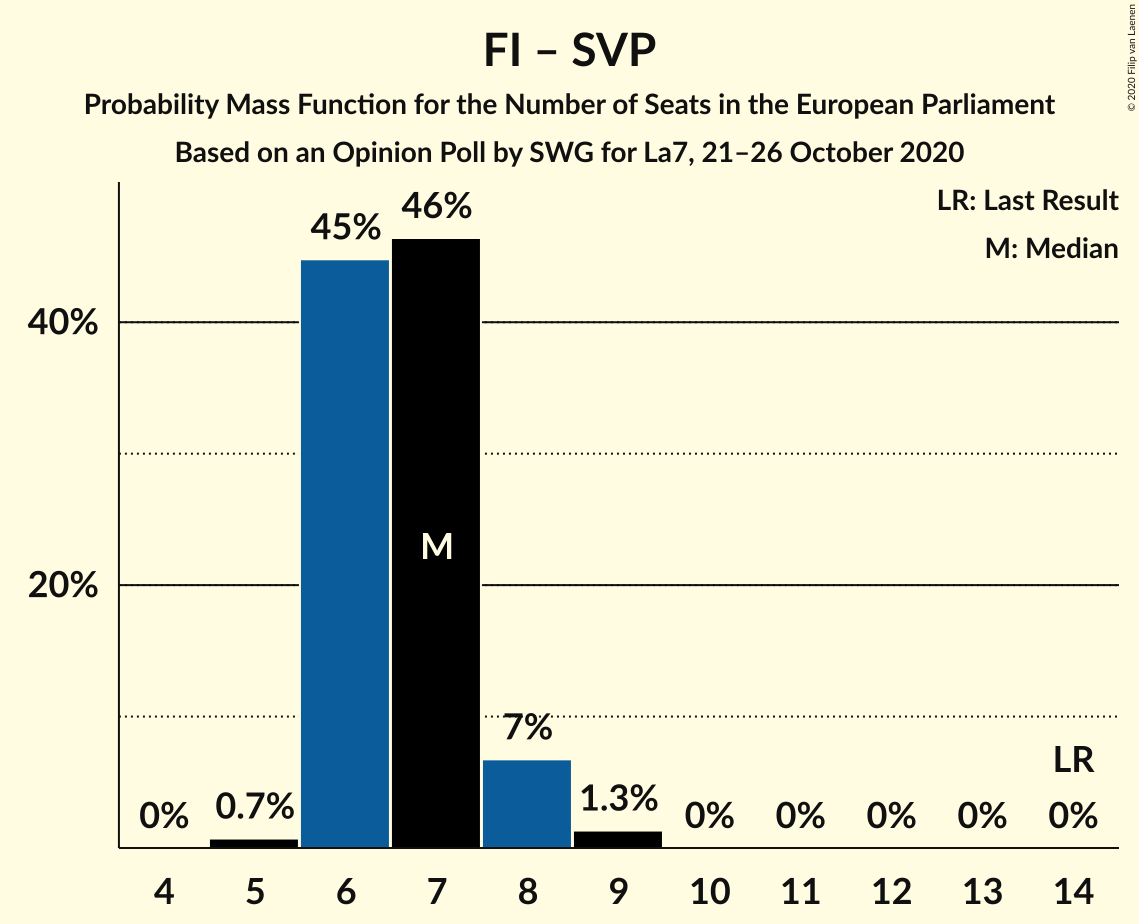 FI – SVP
Probability Mass Function for the Number of Seats in the European Parliament
Based on an Opinion Poll by SWG for La7, 21–26 October 2020
© 2020 Filip van Laenen
LR: Last Result
M: Median
40%
20%
0%
0.7%
45%
46%
M
7%
1.3%
0%
0%
0%
0%
LR
0%
4 5 6 7 8 9 10 11 12 13 14